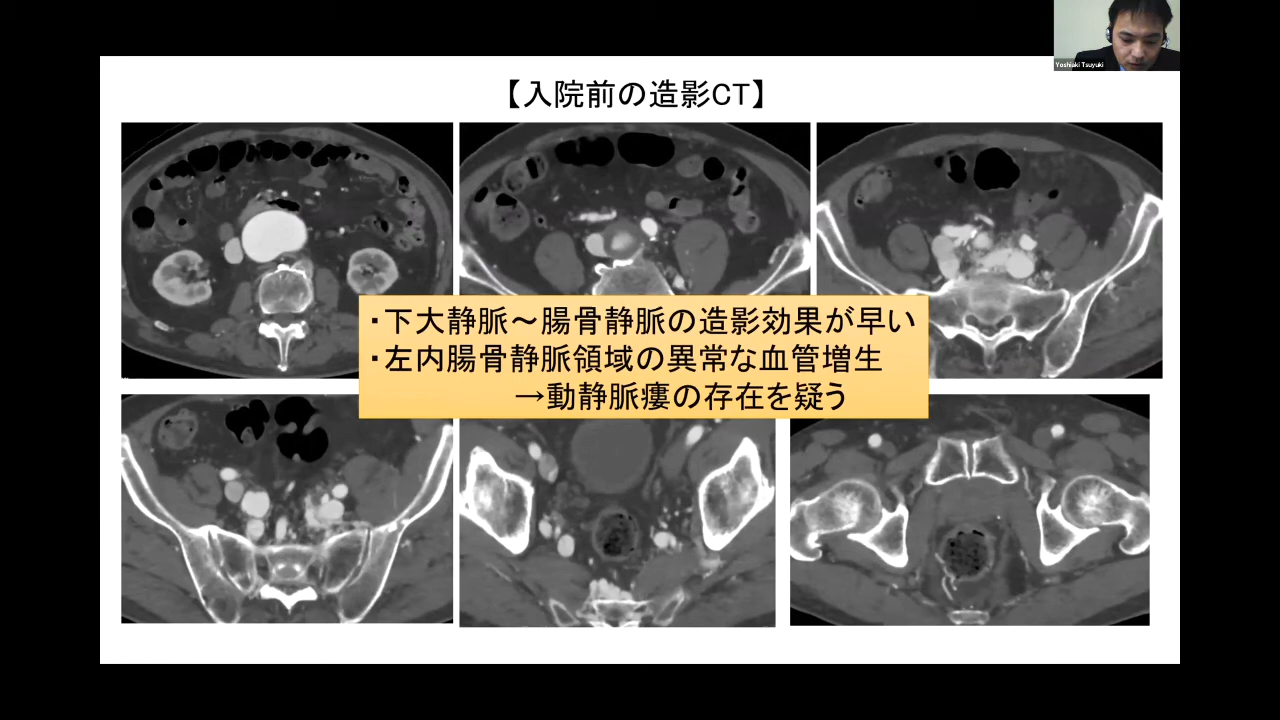 Yoshiaki Tsuyuki
【入院前の造影CT】
・下大静脈～腸骨静脈の造影効果が早い
・左内腸骨静脈領域の異常な血管増生
→動静脈瘻の存在を疑う